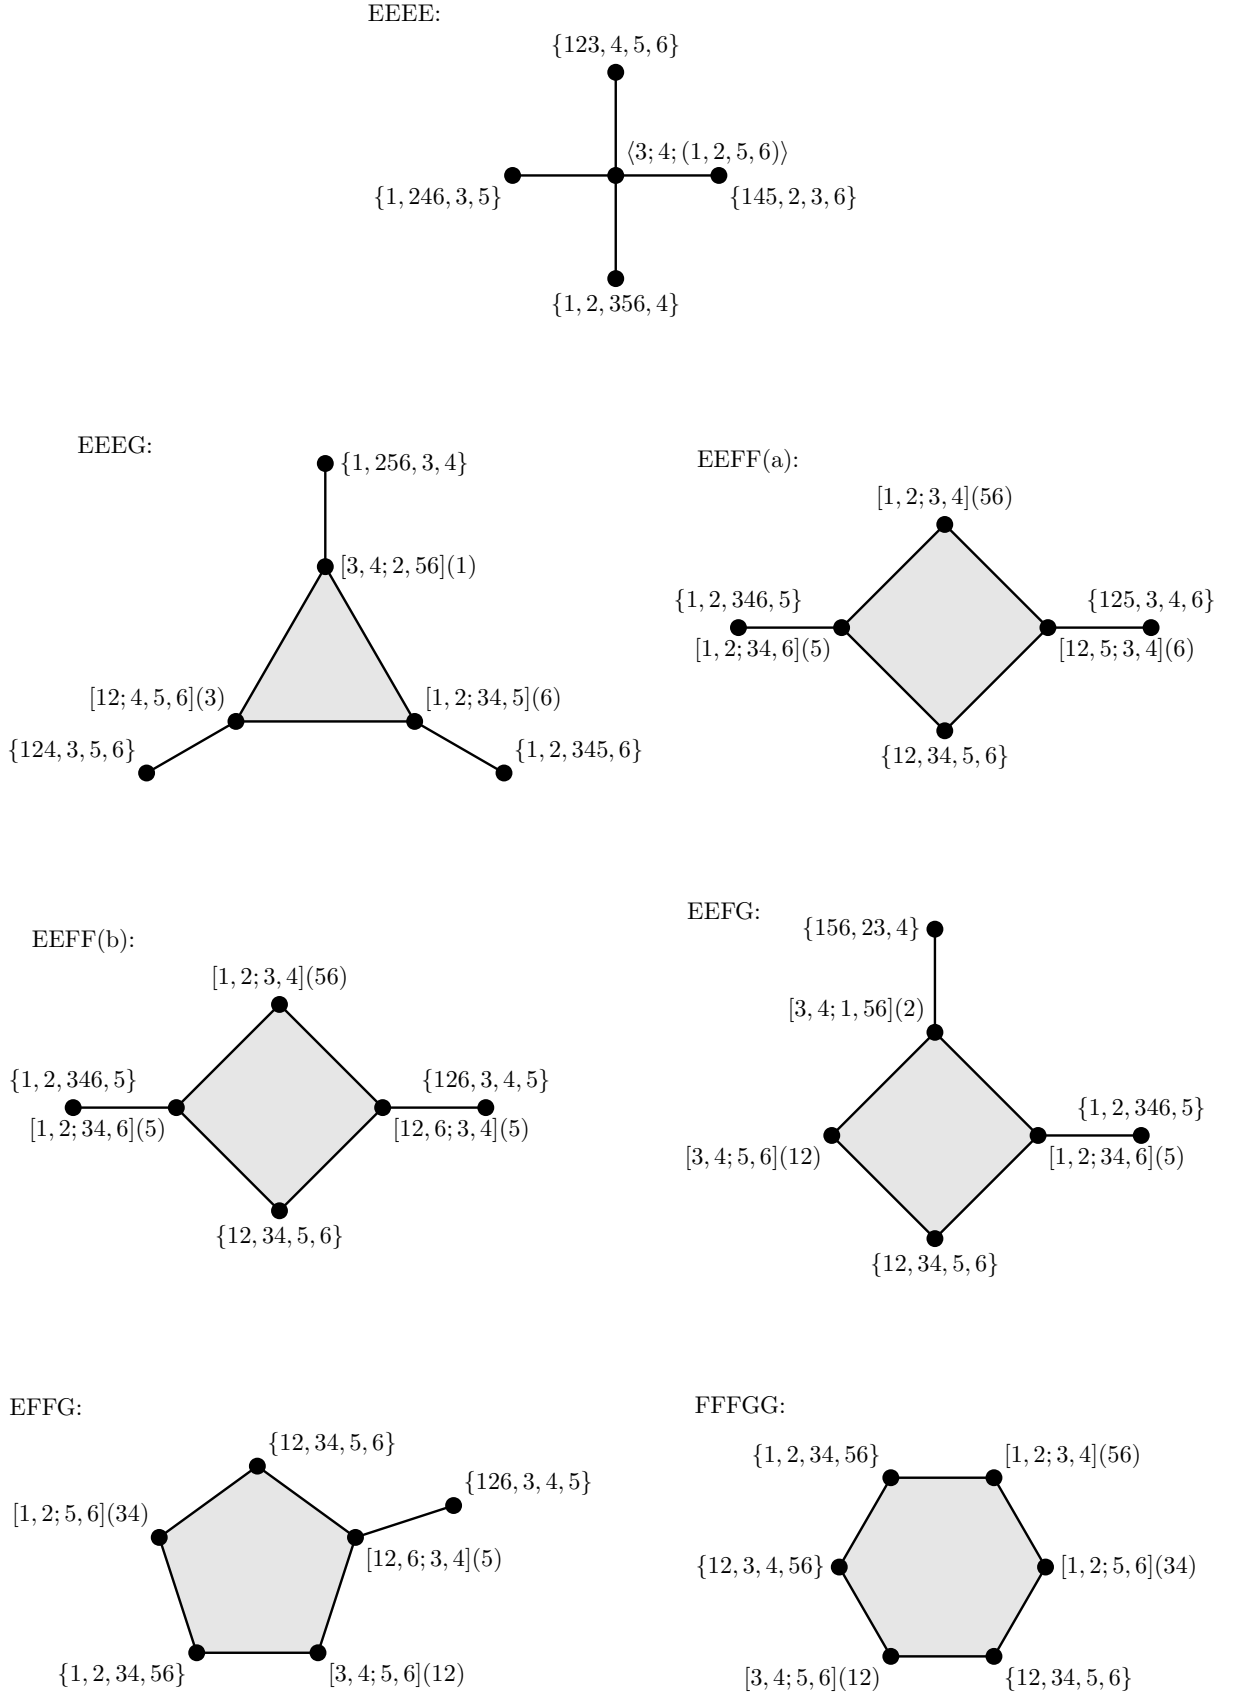 EEEE:
{123, 4, 5, 6}
⟨3; 4; (1, 2, 5, 6)⟩
{1, 246, 3, 5}
{145, 2, 3, 6}
{1, 2, 356, 4}
EEEG:
{1, 256, 3, 4}
[3, 4; 2, 56](1)
[12; 4, 5, 6](3)
[1, 2; 34, 5](6)
{124, 3, 5, 6}
{1, 2, 345, 6}
EEFF(a):
[1, 2; 3, 4](56)
{1, 2, 346, 5}
{125, 3, 4, 6}
[1, 2; 34, 6](5)
[12, 5; 3, 4](6)
{12, 34, 5, 6}
EEFF(b):
[1, 2; 3, 4](56)
{1, 2, 346, 5}
{126, 3, 4, 5}
[1, 2; 34, 6](5)
[12, 6; 3, 4](5)
{12, 34, 5, 6}
EEFG:
{156, 23, 4}
[3, 4; 1, 56](2)
{1, 2, 346, 5}
[3, 4; 5, 6](12)
[1, 2; 34, 6](5)
{12, 34, 5, 6}
EFFG:
{12, 34, 5, 6}
{126, 3, 4, 5}
[1, 2; 5, 6](34)
[12, 6; 3, 4](5)
{1, 2, 34, 56}
[3, 4; 5, 6](12)
FFFGG:
{1, 2, 34, 56}
[1, 2; 3, 4](56)
{12, 3, 4, 56}
[1, 2; 5, 6](34)
[3, 4; 5, 6](12)
{12, 34, 5, 6}